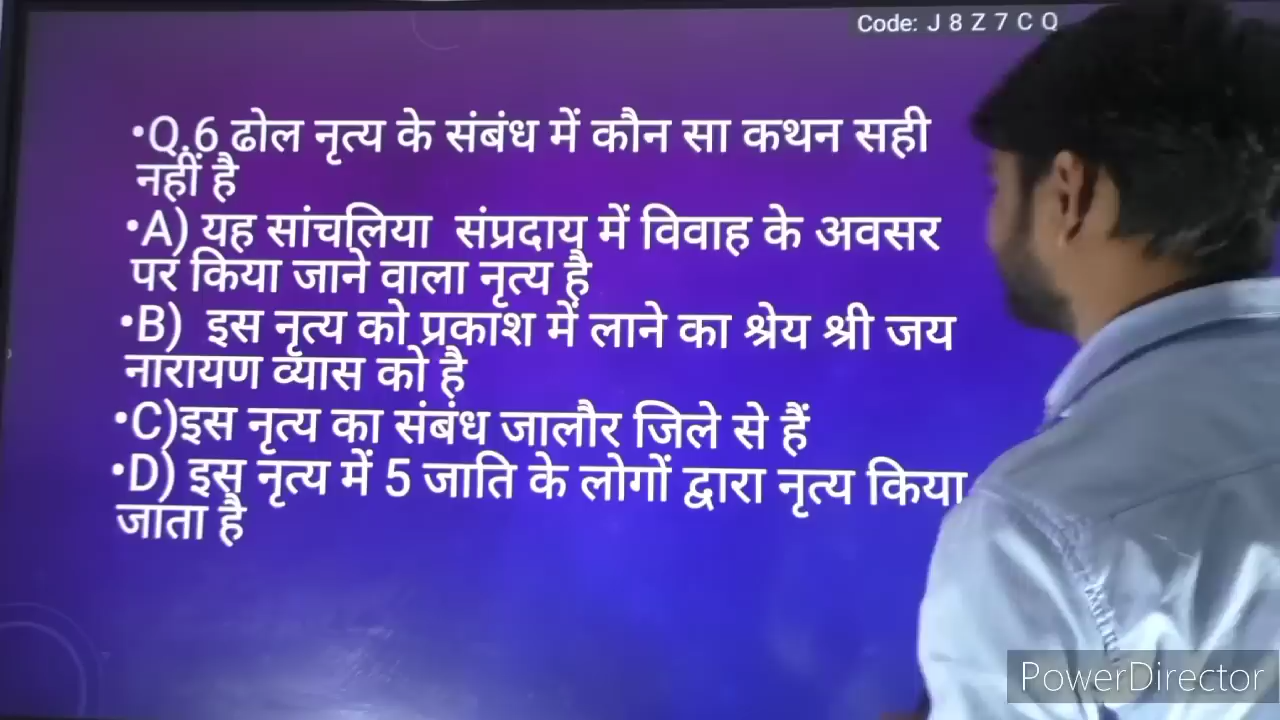 Code: J 8 Z 7 C Q
•Q.6 ढोल नृत्य के संबंध में कौन सा कथन सही
नहीं है
•A) यह सांचलिया संप्रदाय में विवाह के अवसर
पर किया जाने वाला नृत्य है
•B) इस नृत्य को प्रकाश में लाने का श्रेय श्री जय
नारायण व्यास को है
•C)इस नृत्य का संबंध जालौर जिले से हैं
•D) इस नृत्य में 5 जाति के लोगों द्वारा नृत्य किया
जाता है
PowerDirector